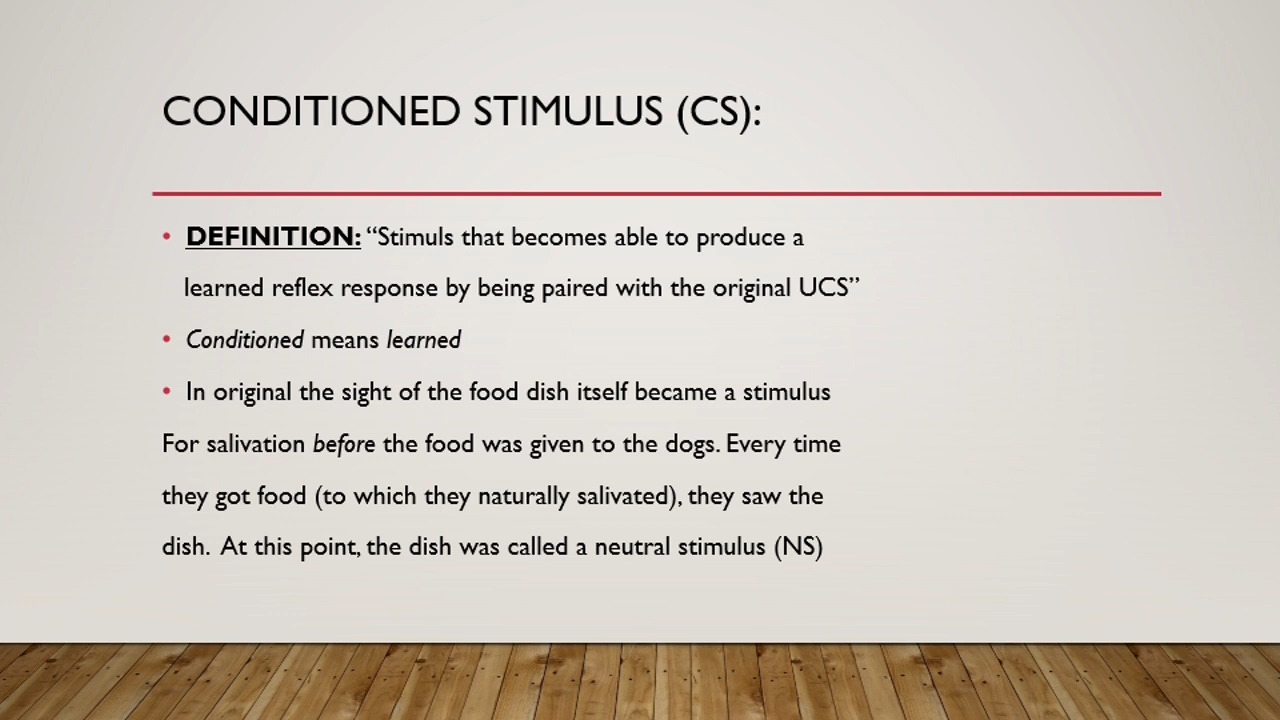 CONDITIONED STIMULUS (CS):
• DEFINITION: “Stimuls that becomes able to produce a
learned reflex response by being paired with the original UCS”
• Conditioned means learned
• In original the sight of the food dish itself became a stimulus
For salivation before the food was given to the dogs. Every time
they got food (to which they naturally salivated), they saw the
dish.  At this point, the dish was called a neutral stimulus (NS)